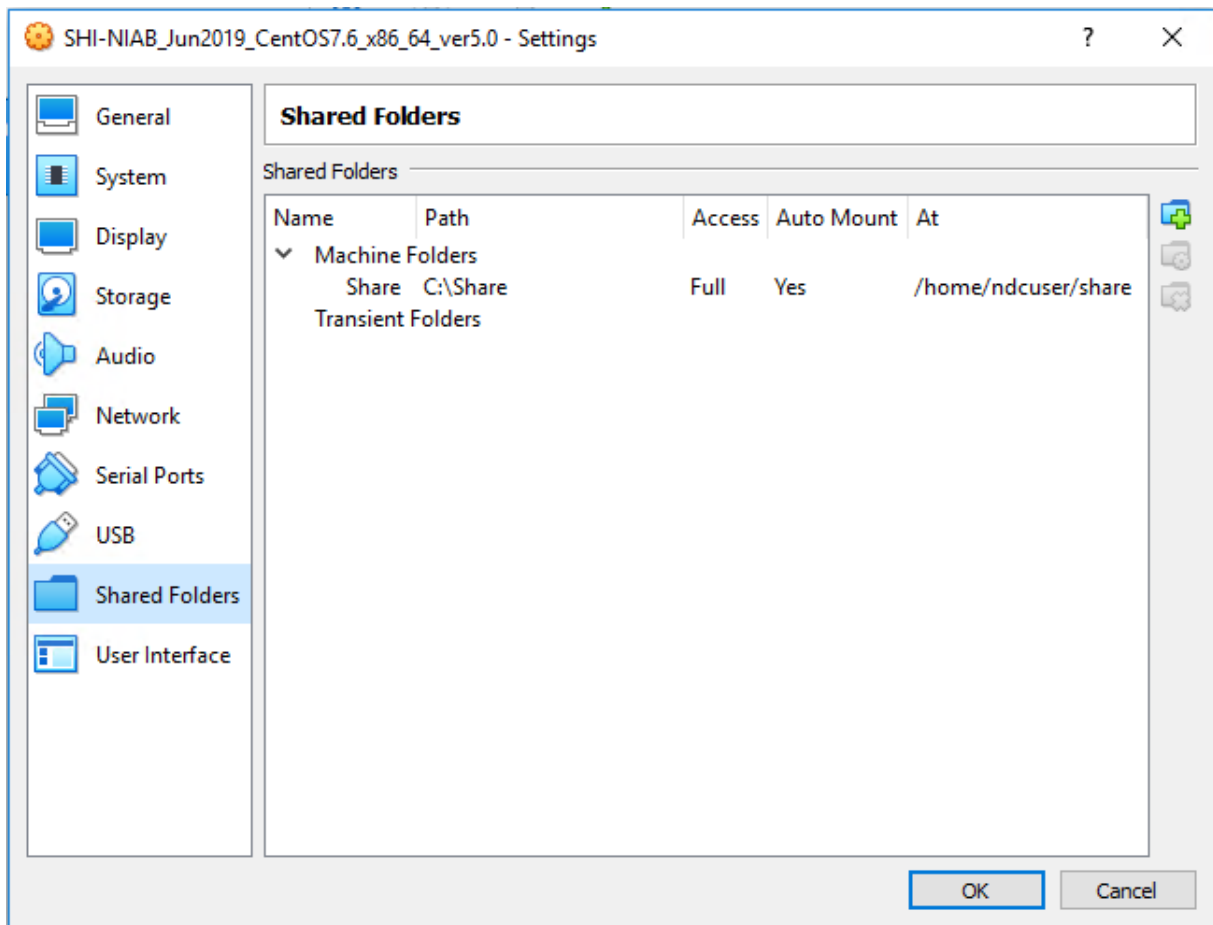 SHI-NIAB_Jun2019_CentOS7.6_x86_64_ver5.0 - Settings ?
General
System
Display
Storage
Audio
Network
Serial Ports
USB
Shared Folders
User Interface
Shared Folders
Shared Folders
Name Path Access Auto Mount At
Machine Folders
Share C:\Share Full Yes /home/ndcuser/share
Transient Folders
OK Cancel